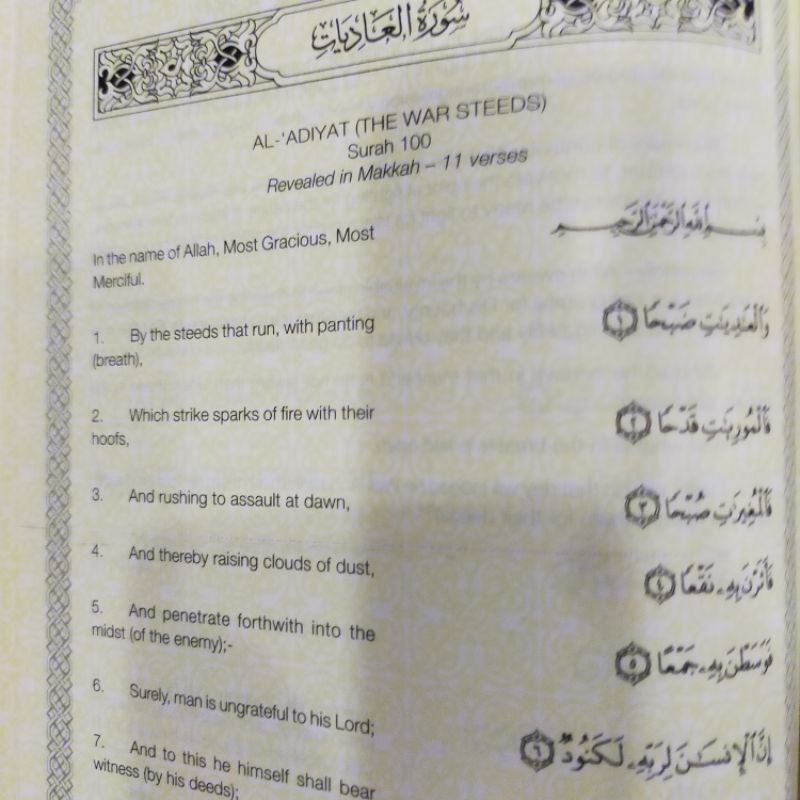 سُورَةُ العَادِيَاتِ
AL-'ADIYAT (THE WAR STEEDS)
Surah 100
Revealed in Makkah – 11 verses
In the name of Allah, Most Gracious, Most
Merciful.
بِسْمِ اللَّهِ الرَّحْمَٰنِ الرَّحِيمِ
1. By the steeds that run, with panting
(breath),
وَالْعَٰدِيَٰتِ ضَبْحًا ١
2. Which strike sparks of fire with their
hoofs,
فَالْمُورِيَٰتِ قَدْحًا ٢
3. And rushing to assault at dawn,
فَالْمُغِيرَٰتِ صُبْحًا ٣
4. And thereby raising clouds of dust,
فَأَثَرْنَ بِهِۦ نَقْعًا ٤
5. And penetrate forthwith into the
midst (of the enemy);-
فَوَسَطْنَ بِهِۦ جَمْعًا ٥
6. Surely, man is ungrateful to his Lord;
إِنَّ الْإِنسَٰنَ لِرَبِّهِۦ لَكَنُودٌ ٦
7. And to this he himself shall bear
witness (by his deeds);